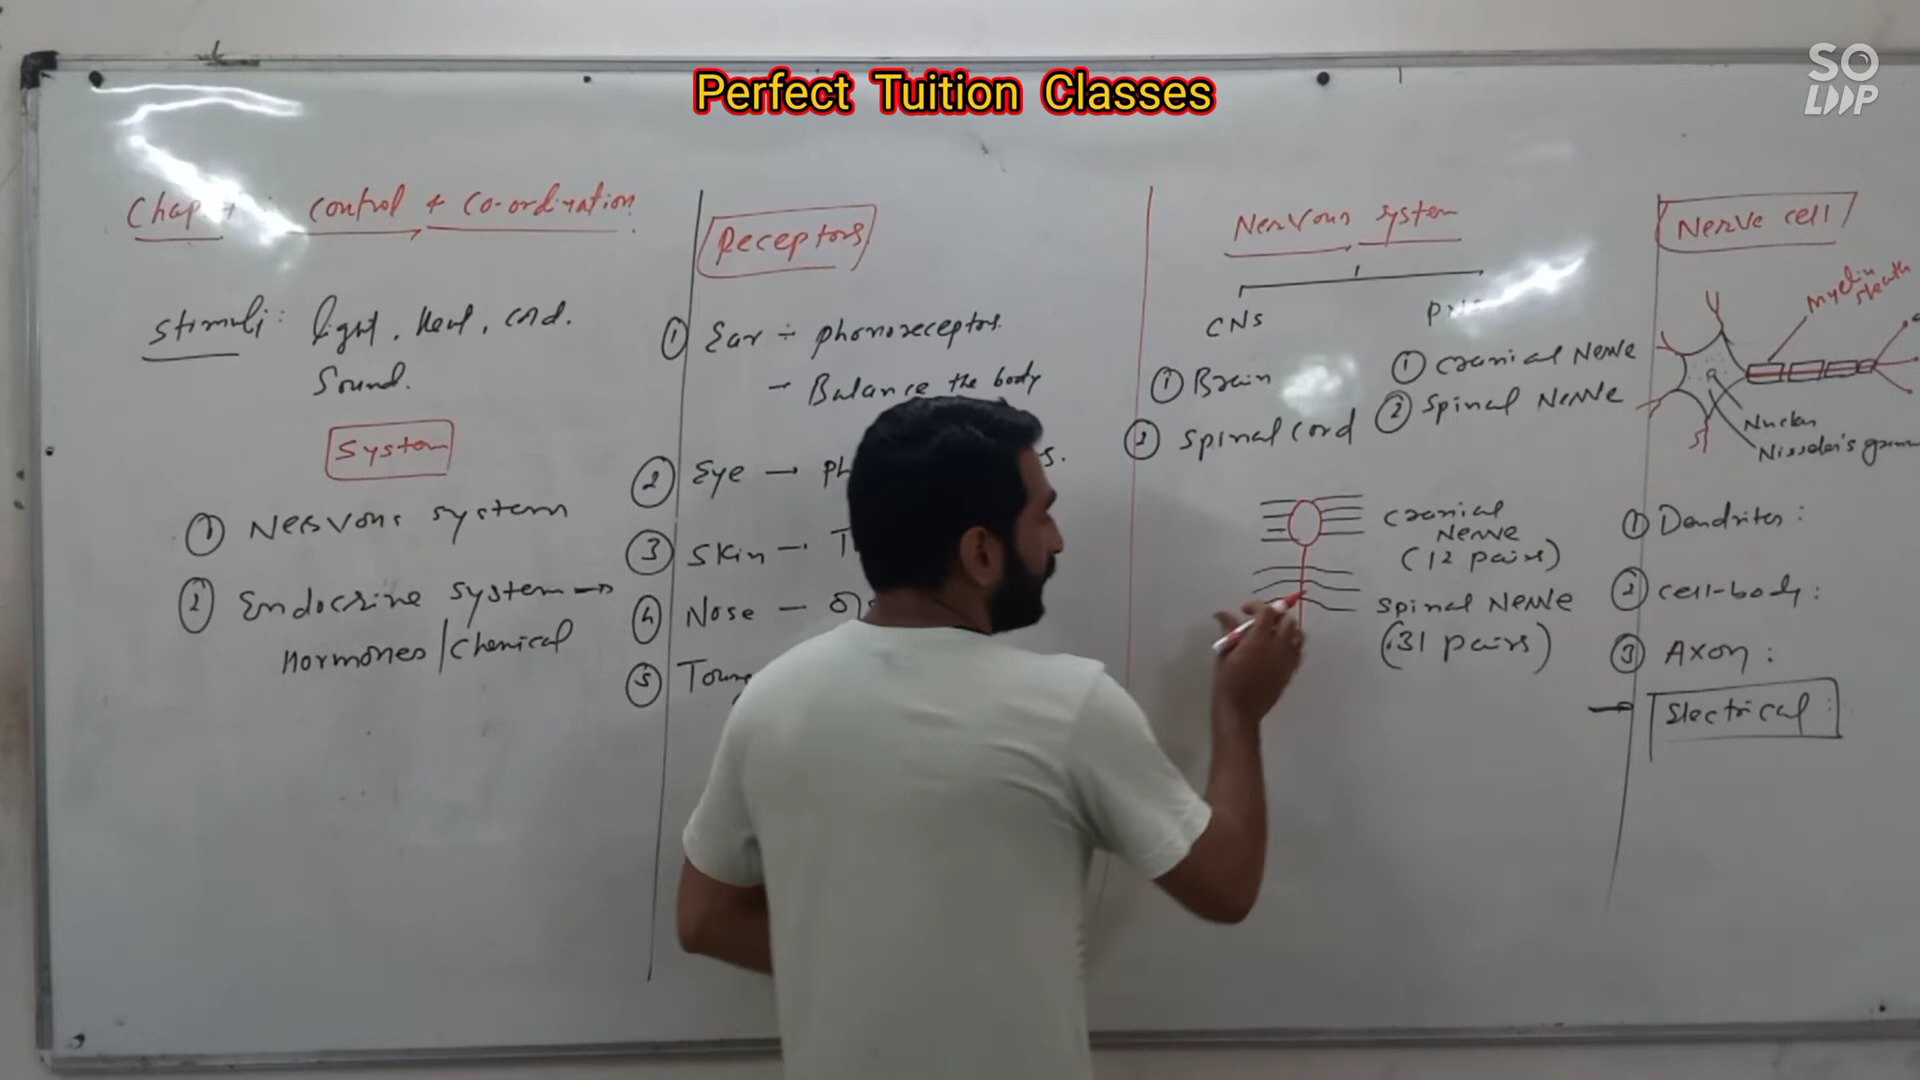 Perfect Tuition Classes
SO
LOOP
control + co-ordination
Stimuli: light, Heat, cold.
Sound.
System
① Nervous system
② Endocrine system →
Hormones/chemical
Receptors
① Ear ÷ phonoreceptors.
- Balance the body
② Eye →
③ Skin -
④ Nose -
⑤
Nervous system
CNS
① Brain
② Spinal cord
① Cranial Nerve
② Spinal Nerve
Cranial
Nerve
(12 pairs)
Spinal Nerve
(31 pairs)
Nerve cell
Myelin
① Dendrites:
② Cell-body:
③ Axon:
→ Electrical